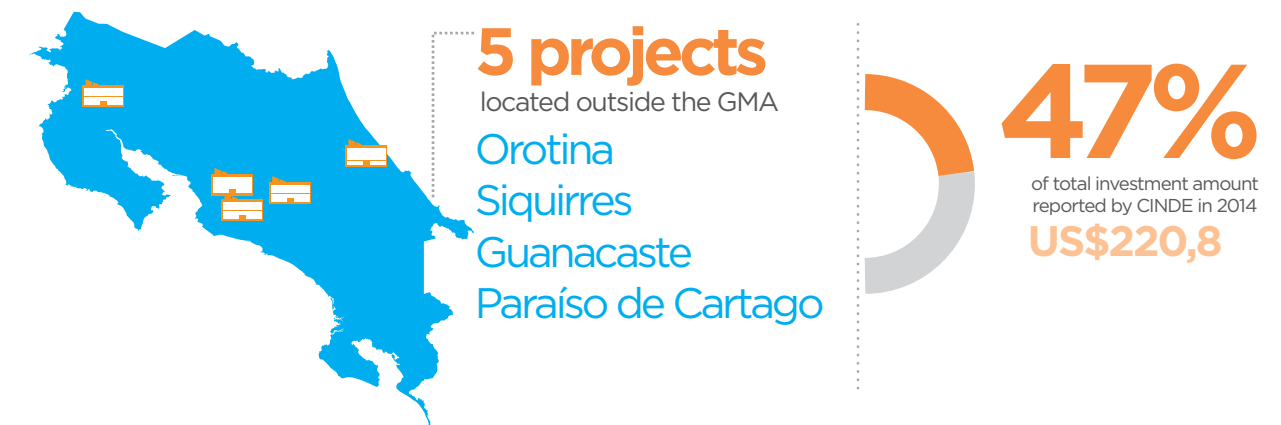 5 projects
located outside the GMA
Orotina
Siquirres
Guanacaste
Paraíso de Cartago
47%
of total investment amount
reported by CINDE in 2014
US$220,8